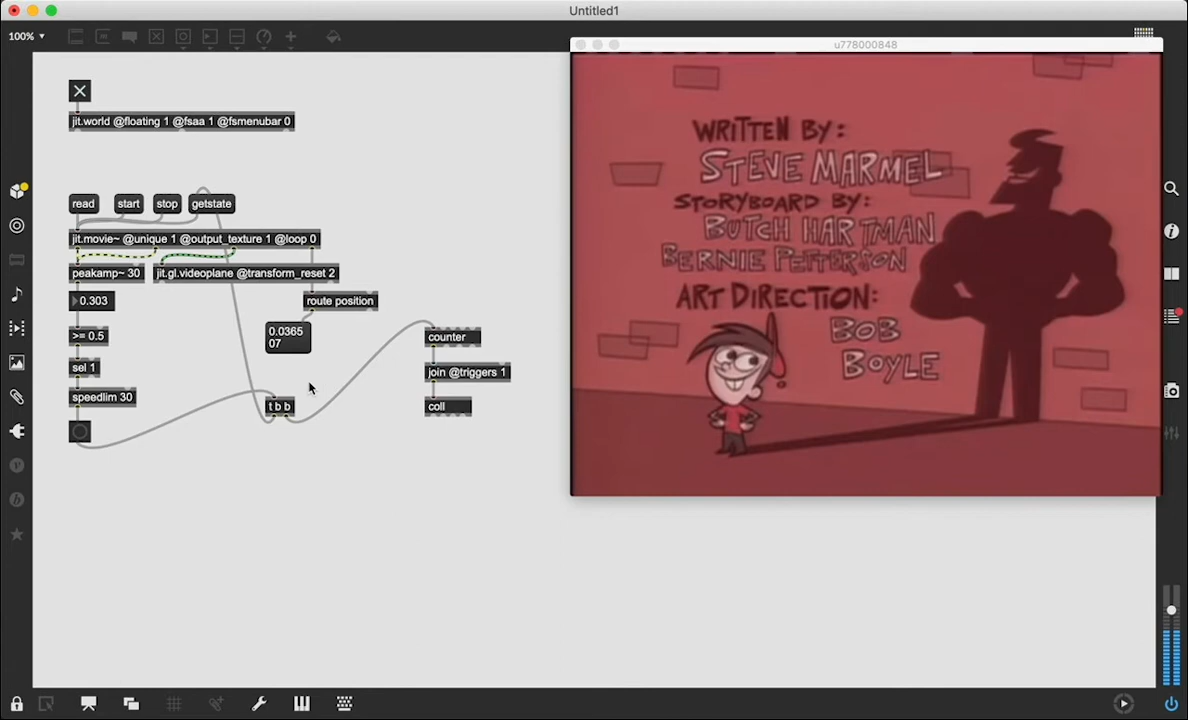 Untitled1
100%
u778000848
jit.world @floating 1 @fsaa 1 @fsmenubar 0
read
start
stop
getstate
jit.movie~ @unique 1 @output_texture 1 @loop 0
peakamp~ 30
jit.gl.videoplane @transform_reset 2
0.303
route position
>= 0.5
0.0365
07
counter
sel 1
join @triggers 1
speedlim 30
t b b
coll
WRITTEN BY:
STEVE MARMEL
STORYBOARD BY:
BUTCH HARTMAN
BERNIE PETTERSON
ART DIRECTION:
BOB
BOYLE